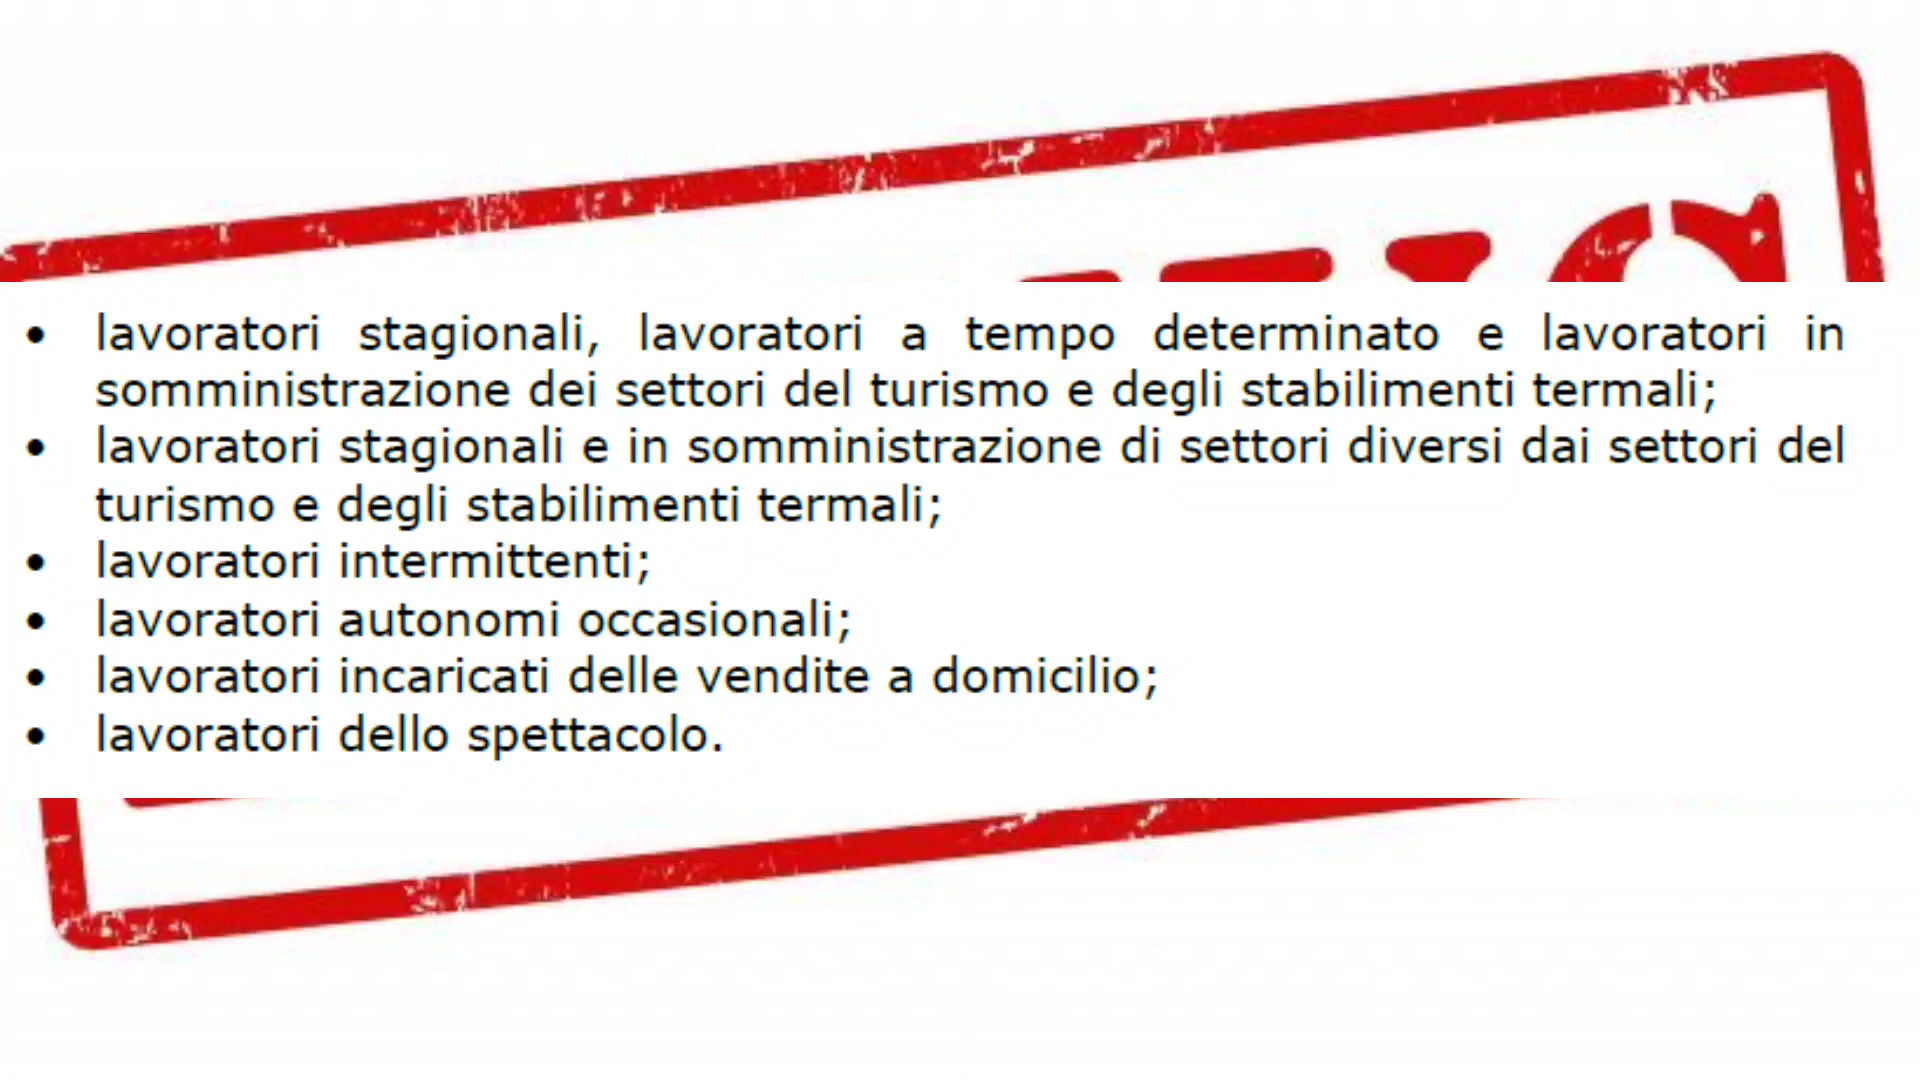 • lavoratori stagionali, lavoratori a tempo determinato e lavoratori in
somministrazione dei settori del turismo e degli stabilimenti termali;
• lavoratori stagionali e in somministrazione di settori diversi dai settori del
turismo e degli stabilimenti termali;
• lavoratori intermittenti;
• lavoratori autonomi occasionali;
• lavoratori incaricati delle vendite a domicilio;
• lavoratori dello spettacolo.